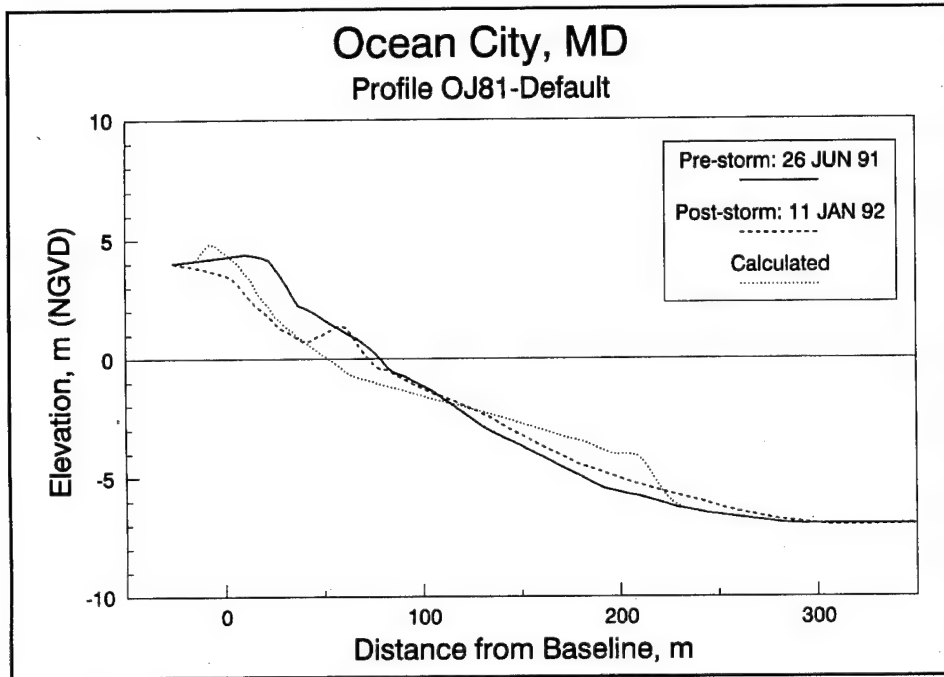 Ocean City, MD
Profile OJ81-Default
10
5
0
-5
-10
Elevation, m (NGVD)
Pre-storm: 26 JUN 91
Post-storm: 11 JAN 92
Calculated
0
100
200
300
Distance from Baseline, m